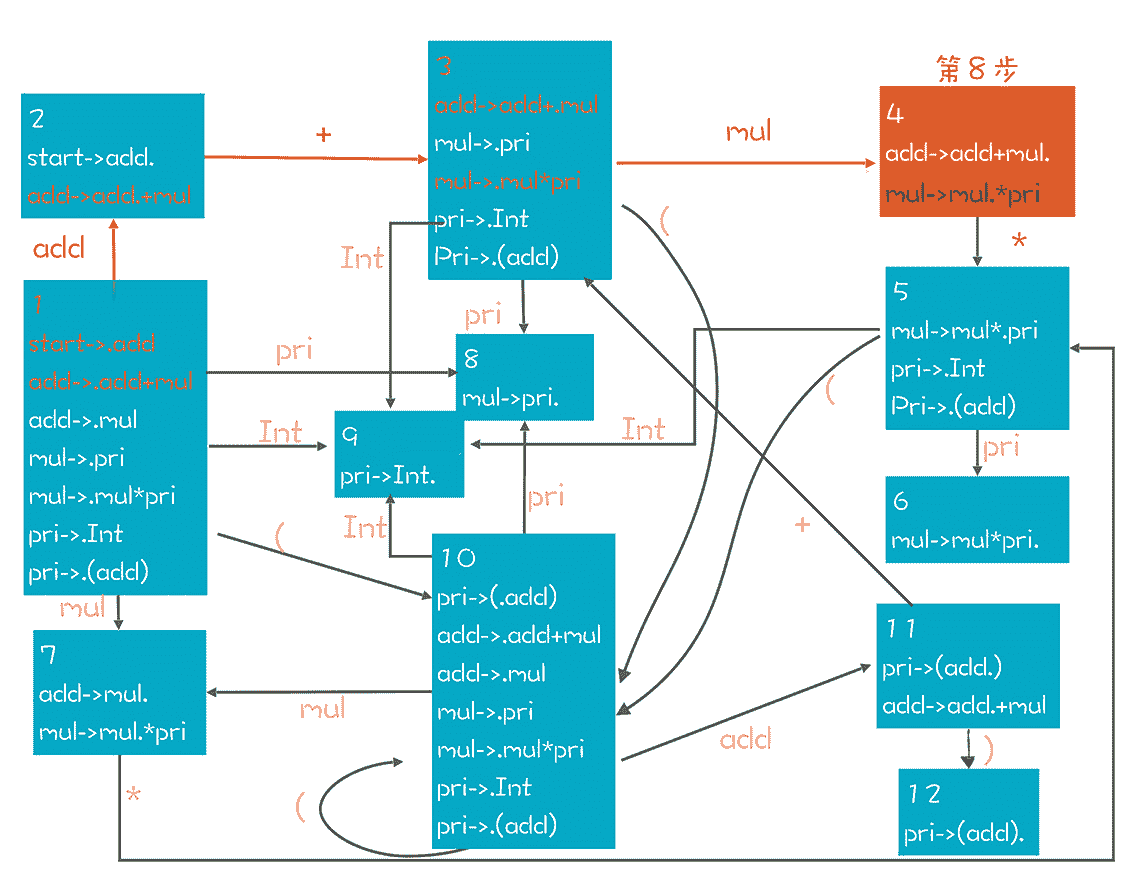 第8步
2
start->add.
add->add.+mul
+
3
add->add+.mul
mul->.pri
mul->.mul*pri
pri->.Int
Pri->.(add)
mul
4
add->add+mul.
mul->mul.*pri
add
Int
(
*
1
start->.add
add->.add+mul
add->.mul
mul->.pri
mul->.mul*pri
pri->.Int
pri->.(add)
pri
pri
8
mul->pri.
5
mul->mul*.pri
pri->.Int
Pri->.(add)
(
Int
9
pri->Int.
Int
pri
6
mul->mul*pri.
Int
pri
+
(
10
pri->(.add)
add->.add+mul
add->.mul
mul->.pri
mul->.mul*pri
pri->.Int
pri->.(add)
mul
7
add->mul.
mul->mul.*pri
mul
11
pri->(add.)
add->add.+mul
add
)
*
(
12
pri->(add).